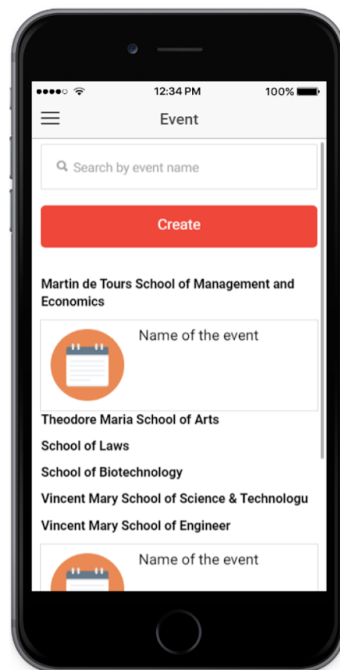 12:34 PM
100%
Event
Search by event name
Create
Martin de Tours School of Management and
Economics
Name of the event
Theodore Maria School of Arts
School of Laws
School of Biotechnology
Vincent Mary School of Science & Technologu
Vincent Mary School of Engineer
Name of the event